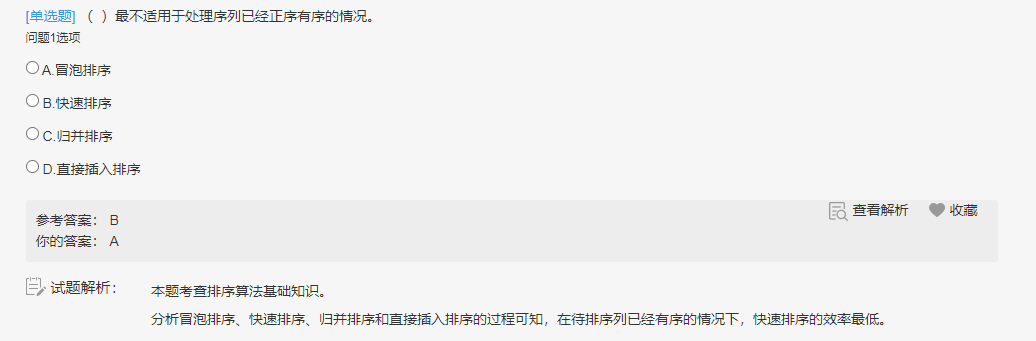 [单选题] （ ）最不适用于处理序列已经正序有序的情况。
问题1选项
A.冒泡排序
B.快速排序
C.归并排序
D.直接插入排序
查看解析 收藏
参考答案： B
你的答案： A
试题解析： 本题考查排序算法基础知识。
分析冒泡排序、快速排序、归并排序和直接插入排序的过程可知，在待排序列已经有序的情况下，快速排序的效率最低。